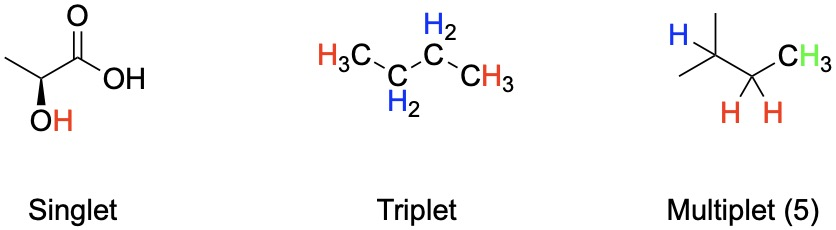 O
OH
OH
H₂
H₃C
C
C
CH₃
H₂
H
CH₃
H H
Singlet
Triplet
Multiplet (5)